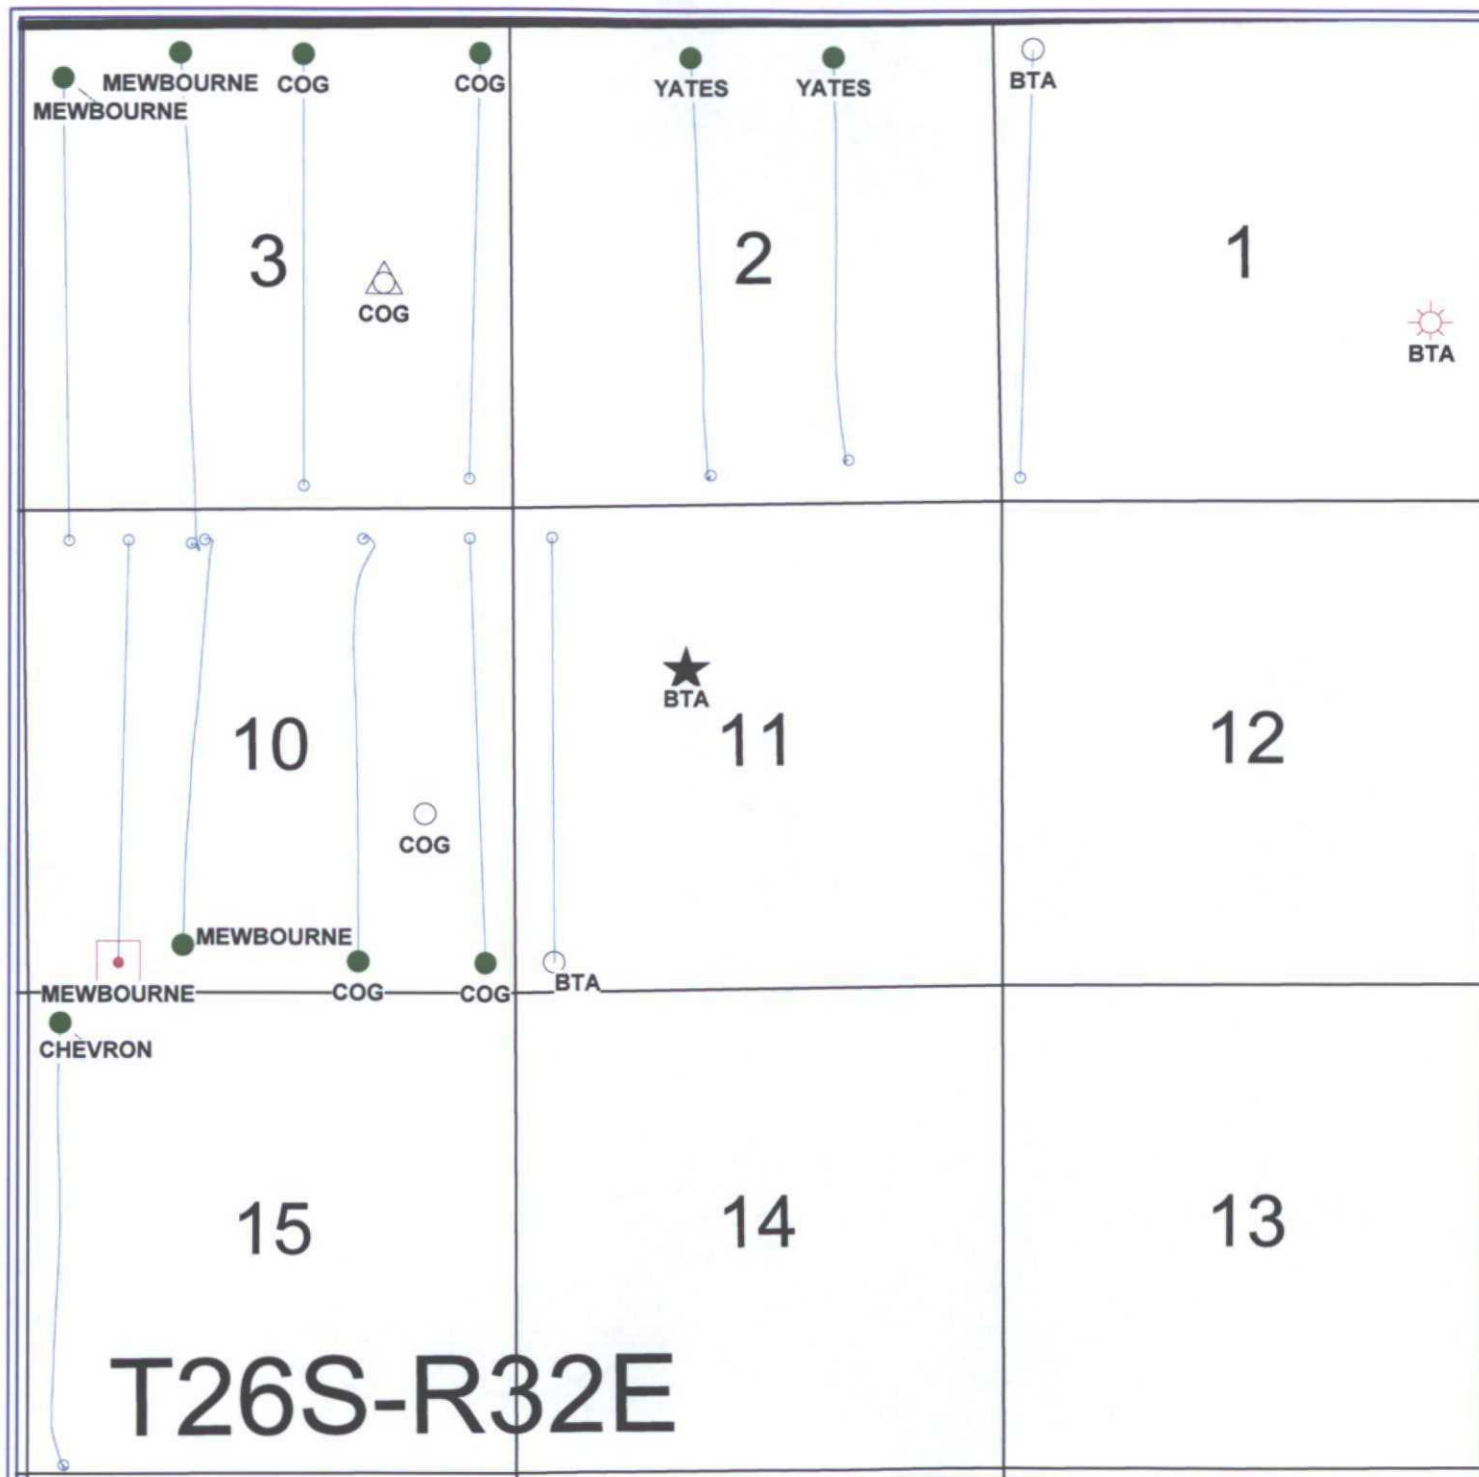 MEWBOURNE COG COG YATES YATES BTA
MEWBOURNE
3 2 1
COG
BTA
BTA
10 11 12
COG
MEWBOURNE
MEWBOURNE COG COG BTA
CHEVRON
15 14 13
T26S-R32E